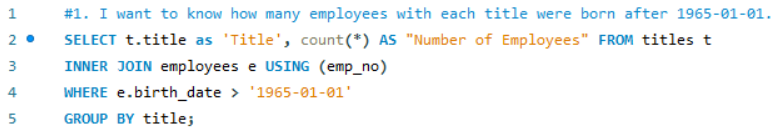 1 #1. I want to know how many employees with each title were born after 1965-01-01.
2 SELECT t.title as 'Title', count(*) AS "Number of Employees" FROM titles t
3 INNER JOIN employees e USING (emp_no)
4 WHERE e.birth_date > '1965-01-01'
5 GROUP BY title;